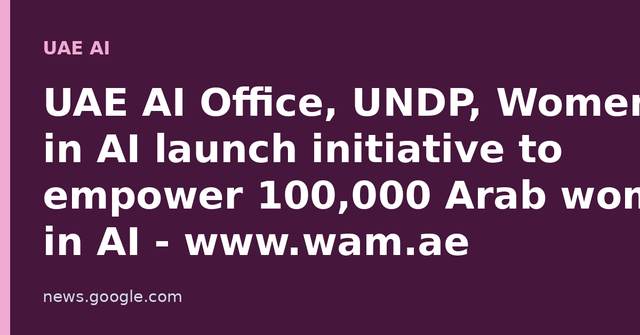 UAE AI
UAE AI Office, UNDP, Women
in AI launch initiative to
empower 100,000 Arab
in AI - www.wam.ae
news.google.com